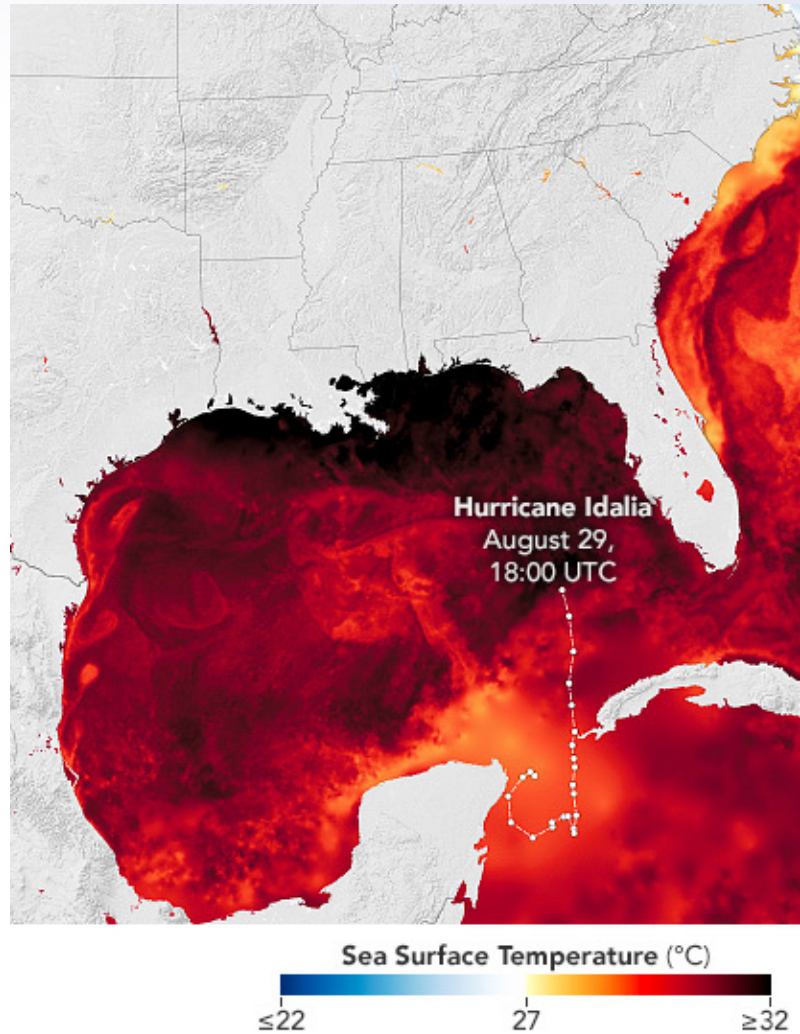 Hurricane Idalia
August 29,
18:00 UTC
Sea Surface Temperature (°C)
≤22 27 ≥32